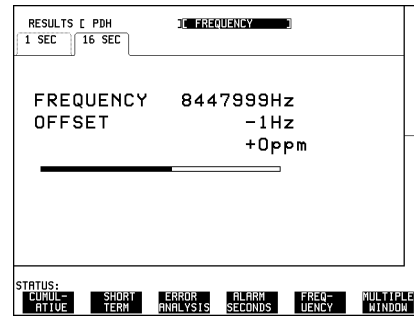 RESULTS [ PDH ][ FREQUENCY ]
1 SEC 16 SEC
FREQUENCY 8447999Hz
OFFSET -1Hz
+0ppm
STATUS:
CUMUL- SHORT ERROR ALARM FREQ- MULTIPLE
ATIVE TERM ANALYSIS SECONDS UENCY WINDOW